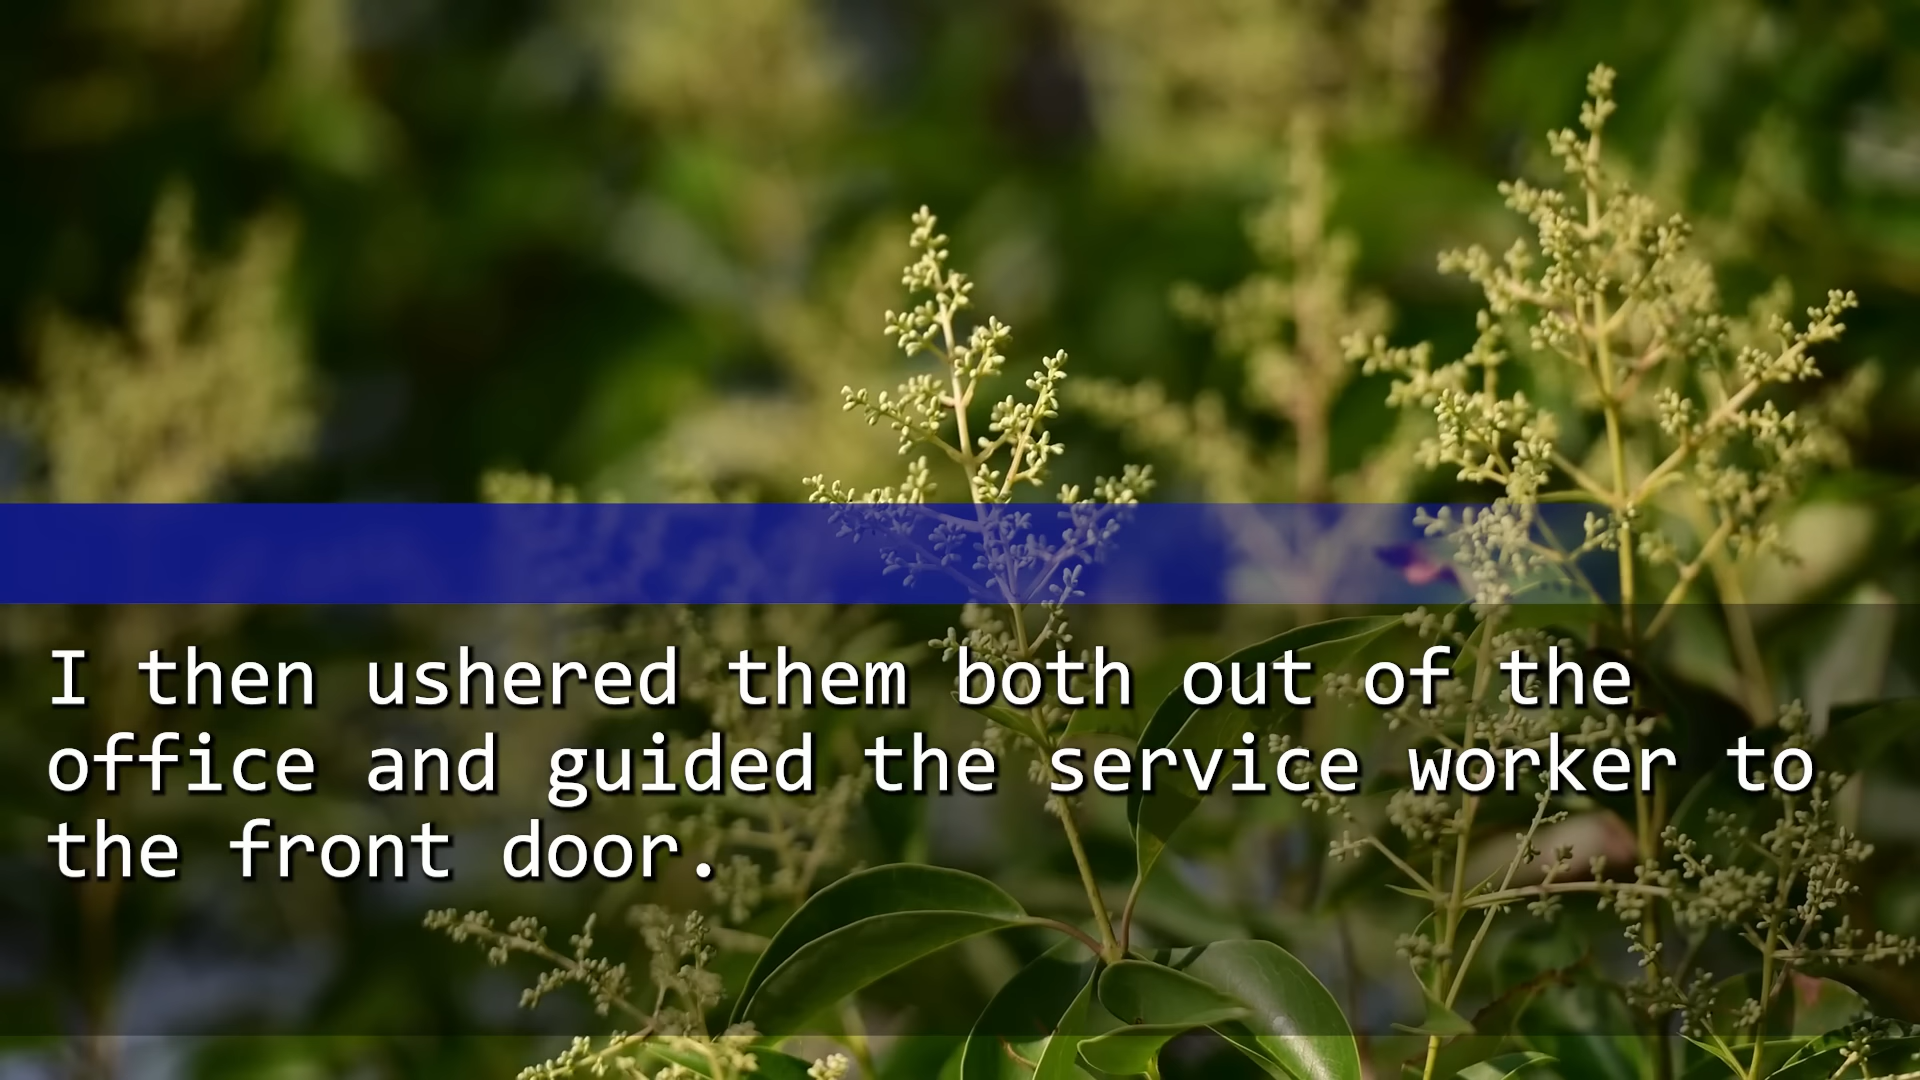 I then ushered them both out of the
office and guided the service worker to
the front door.